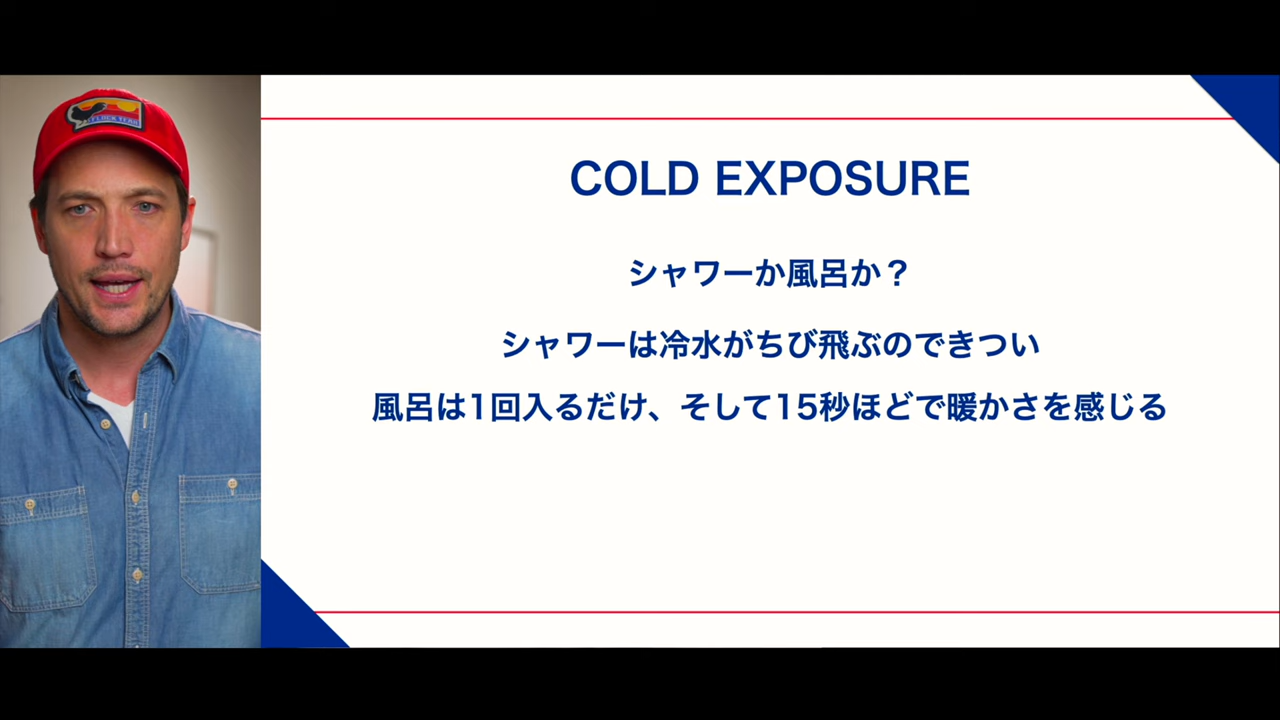 FLOCK YEAH
COLD EXPOSURE
シャワーか風呂か？
シャワーは冷水がちび飛ぶのできつい
風呂は1回入るだけ、そして15秒ほどで暖かさを感じる